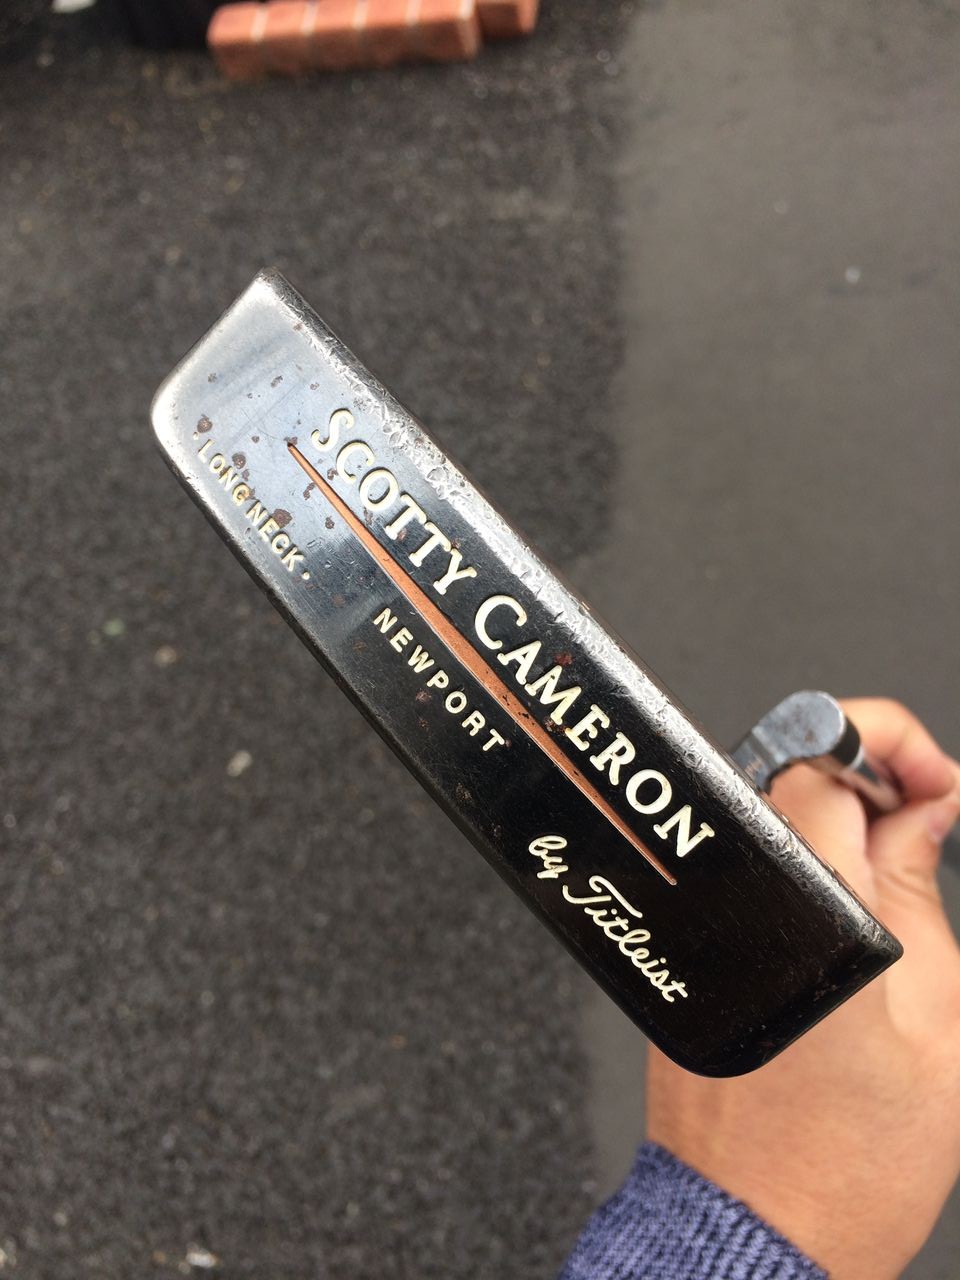 SCOTTY CAMERON
NEWPORT
· LONG NECK ·
by Titleist